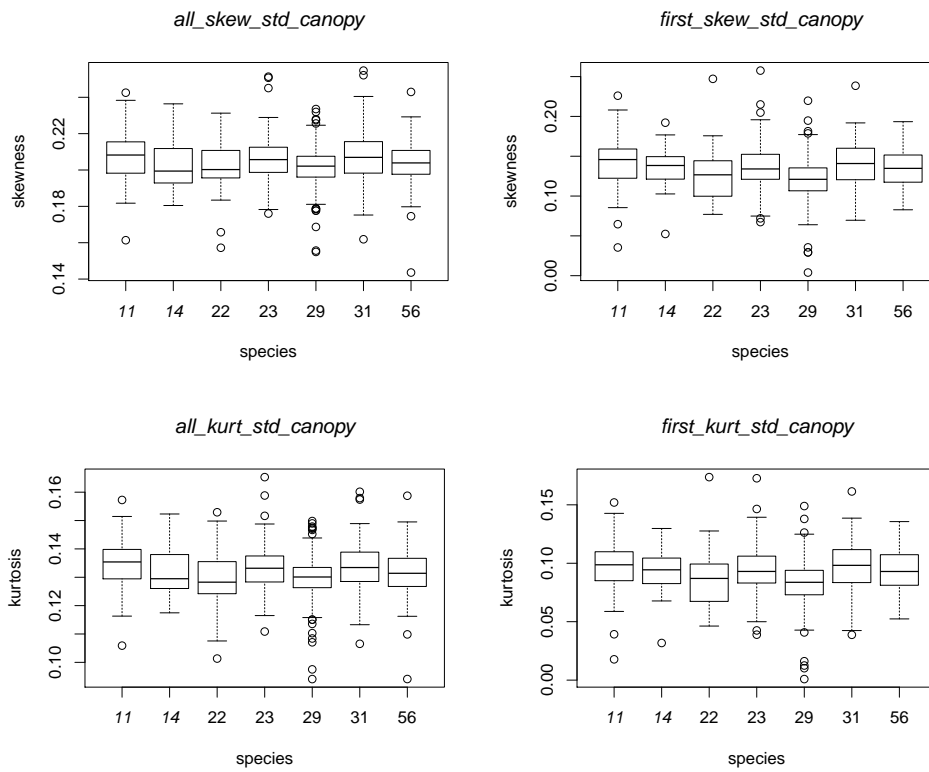 all_skew_std_canopy
skewness
0.14 0.18 0.22
11 14 22 23 29 31 56
species
first_skew_std_canopy
skewness
0.00 0.10 0.20
11 14 22 23 29 31 56
species
all_kurt_std_canopy
kurtosis
0.10 0.12 0.14 0.16
11 14 22 23 29 31 56
species
first_kurt_std_canopy
kurtosis
0.00 0.05 0.10 0.15
11 14 22 23 29 31 56
species